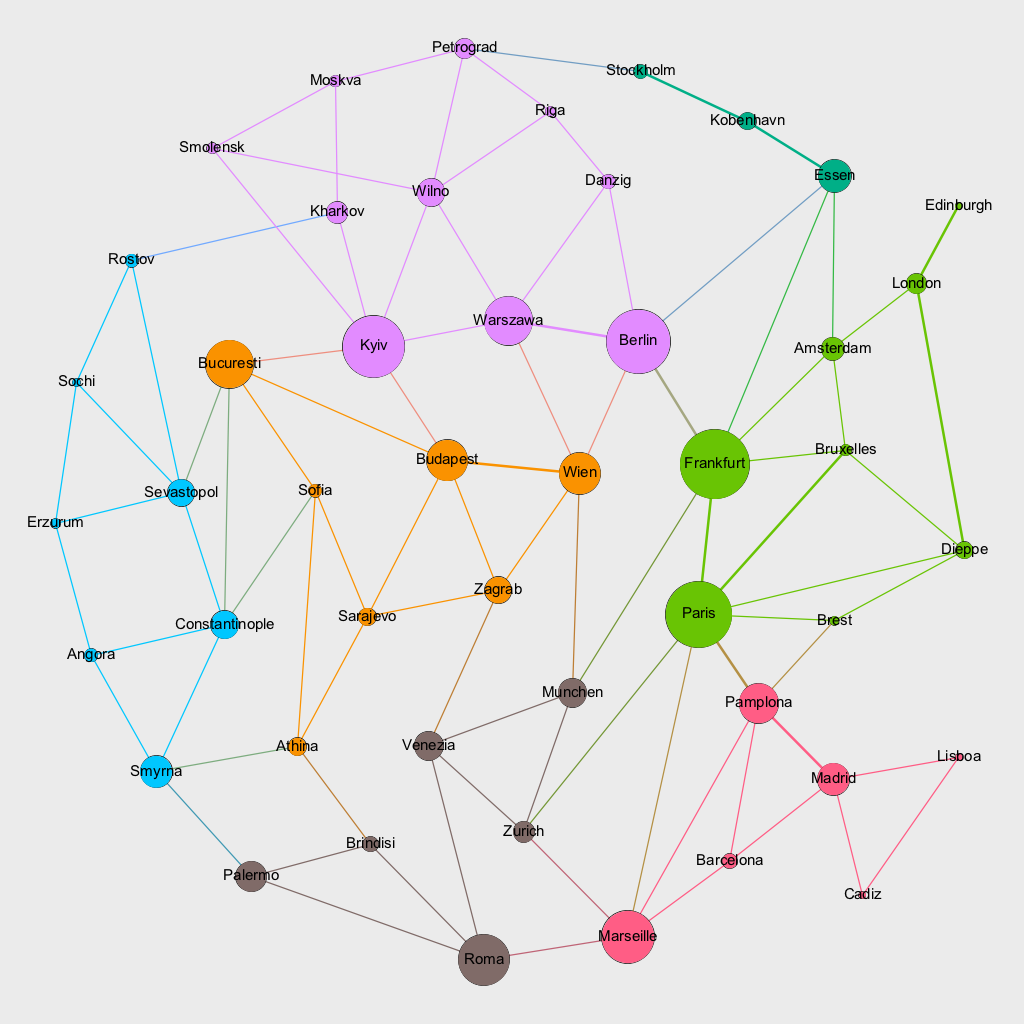 Petrograd
Stockholm
Moskva
Riga
Kobenhavn
Smolensk
Essen
Danzig
Wilno
Edinburgh
Kharkov
Rostov
London
Warszawa
Berlin
Kyiv
Amsterdam
Bucuresti
Sochi
Bruxelles
Budapest
Frankfurt
Wien
Sofia
Sevastopol
Erzurum
Dieppe
Zagrab
Paris
Sarajevo
Brest
Constantinople
Angora
Munchen
Pamplona
Venezia
Athina
Lisboa
Smyrna
Madrid
Zurich
Brindisi
Barcelona
Palermo
Cadiz
Marseille
Roma